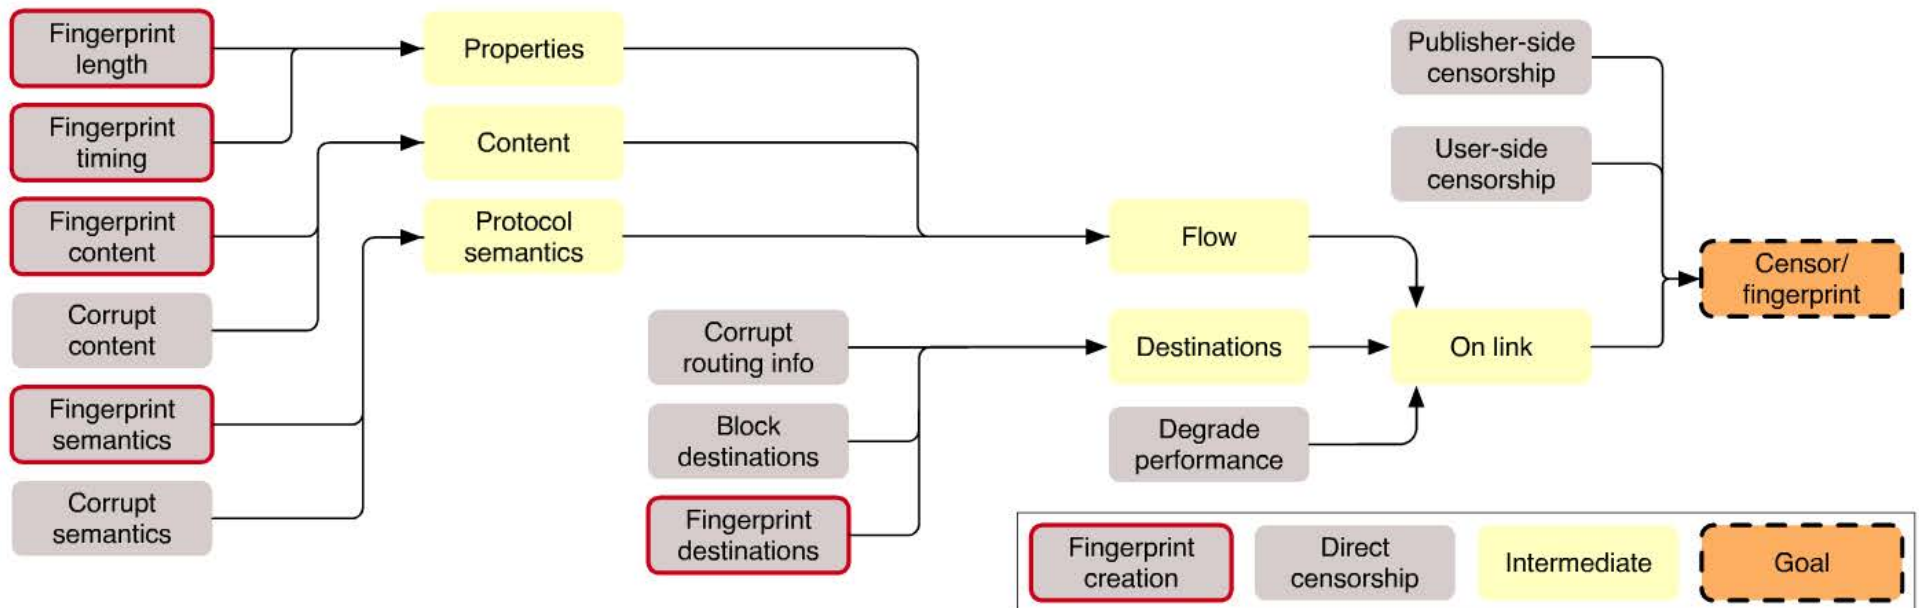 Fingerprint
length
Fingerprint
timing
Fingerprint
content
Corrupt
content
Fingerprint
semantics
Corrupt
semantics
Properties
Content
Protocol
semantics
Corrupt
routing info
Block
destinations
Fingerprint
destinations
Flow
Destinations
Degrade
performance
Publisher-side
censorship
User-side
censorship
On link
Censor/
fingerprint
Fingerprint
creation
Direct
censorship
Intermediate
Goal